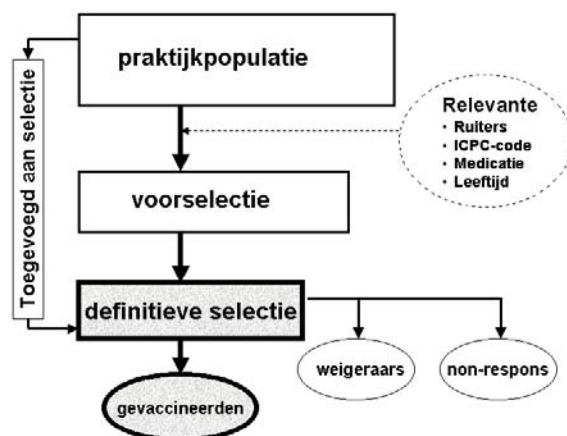 praktijkpopulatie
Toegevoegd aan selectie
Relevante
• Ruiters
• ICPC-code
• Medicatie
• Leeftijd
voorselectie
definitieve selectie
weigeraars
non-respons
gevaccineerden